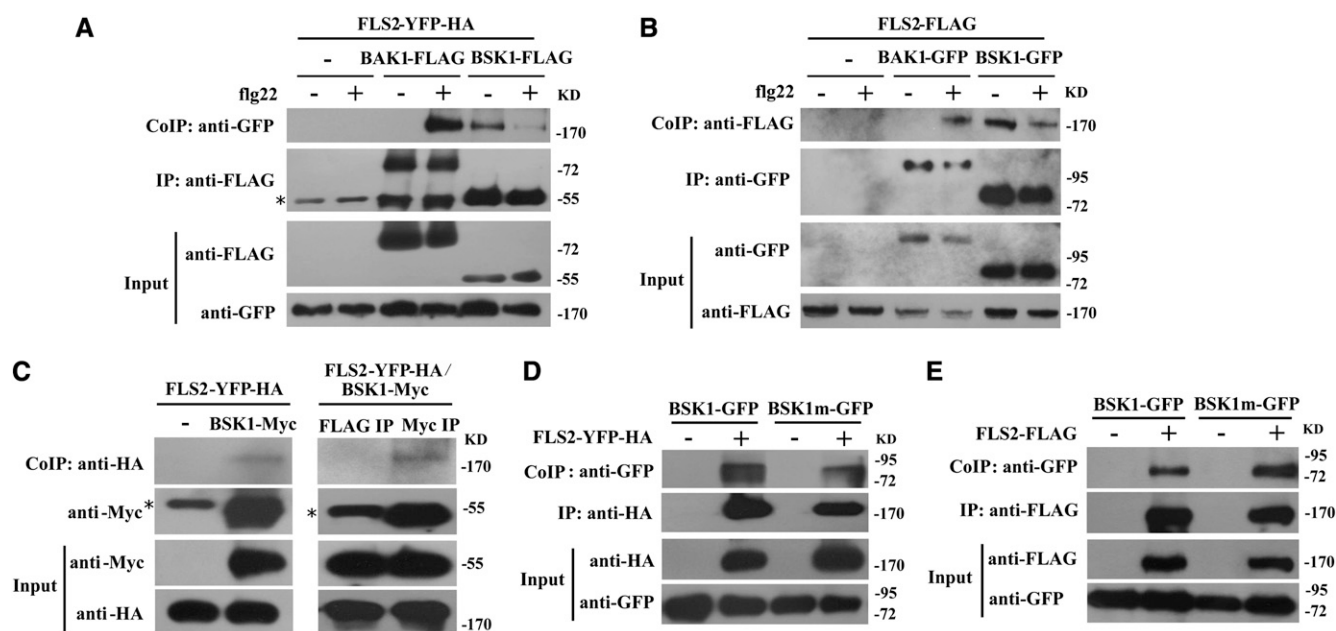 A
FLS2-YFP-HA
- BAK1-FLAG BSK1-FLAG
flg22 - + - + - + KD
CoIP: anti-GFP -170
IP: anti-FLAG -72
* -55
Input
anti-FLAG -72
-55
anti-GFP -170
B
FLS2-FLAG
- BAK1-GFP BSK1-GFP
flg22 - + - + - + KD
CoIP: anti-FLAG -170
IP: anti-GFP -95
-72
Input
anti-GFP -95
-72
anti-FLAG -170
C
FLS2-YFP-HA
- BSK1-Myc
FLS2-YFP-HA/
BSK1-Myc
FLAG IP Myc IP KD
CoIP: anti-HA -170
anti-Myc * * -55
Input
anti-Myc -55
anti-HA -170
D
BSK1-GFP BSK1m-GFP
FLS2-YFP-HA - + - + KD
CoIP: anti-GFP -95
-72
IP: anti-HA -170
Input
anti-HA -170
anti-GFP -95
-72
E
BSK1-GFP BSK1m-GFP
FLS2-FLAG - + - + KD
CoIP: anti-GFP -95
-72
IP: anti-FLAG -170
Input
anti-FLAG -170
anti-GFP -95
-72